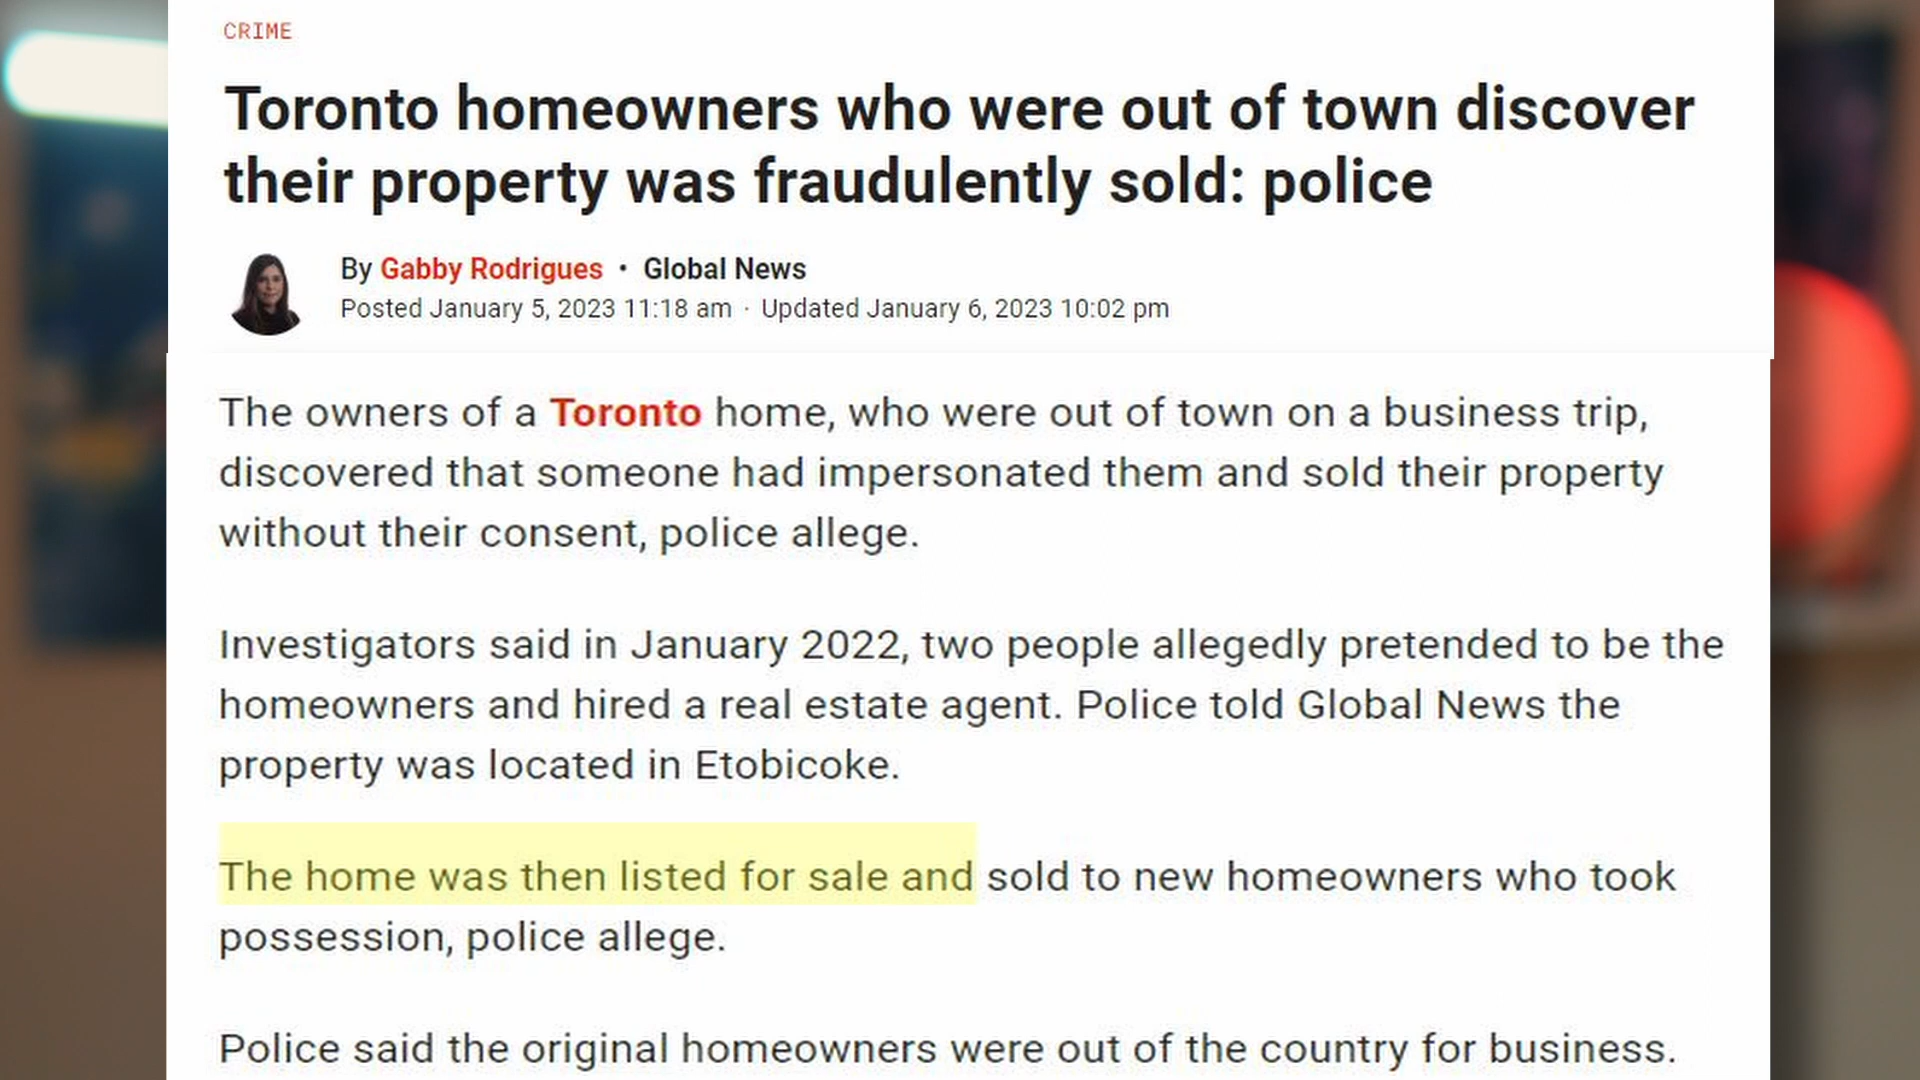 CRIME
Toronto homeowners who were out of town discover
their property was fraudulently sold: police
By Gabby Rodrigues • Global News
Posted January 5, 2023 11:18 am · Updated January 6, 2023 10:02 pm
The owners of a Toronto home, who were out of town on a business trip,
discovered that someone had impersonated them and sold their property
without their consent, police allege.
Investigators said in January 2022, two people allegedly pretended to be the
homeowners and hired a real estate agent. Police told Global News the
property was located in Etobicoke.
The home was then listed for sale and sold to new homeowners who took
possession, police allege.
Police said the original homeowners were out of the country for business.